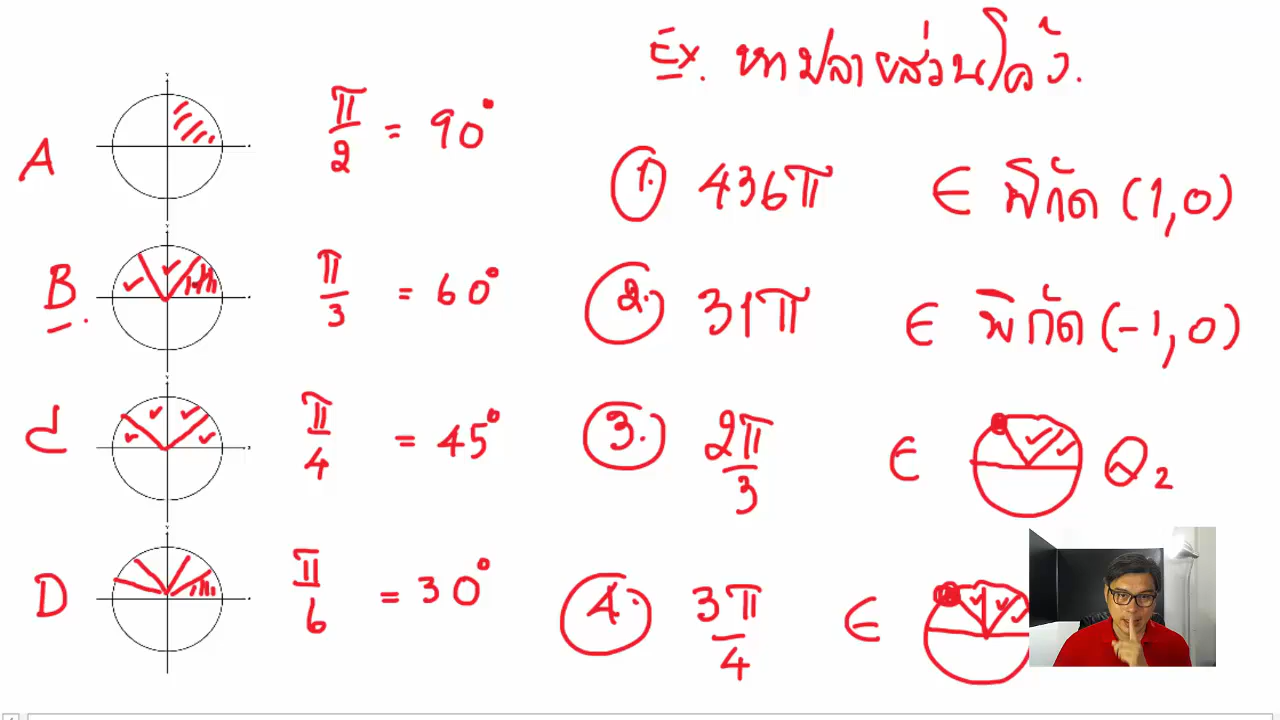 Ex. หาปลายส่วนโค้ง.
A π/2 = 90°
B. π/3 = 60°
C π/4 = 45°
D π/6 = 30°
1. 436π ∈ พิกัด (1,0)
2. 31π ∈ พิกัด (-1,0)
3. 2π/3 ∈ Q₂
4. 3π/4 ∈